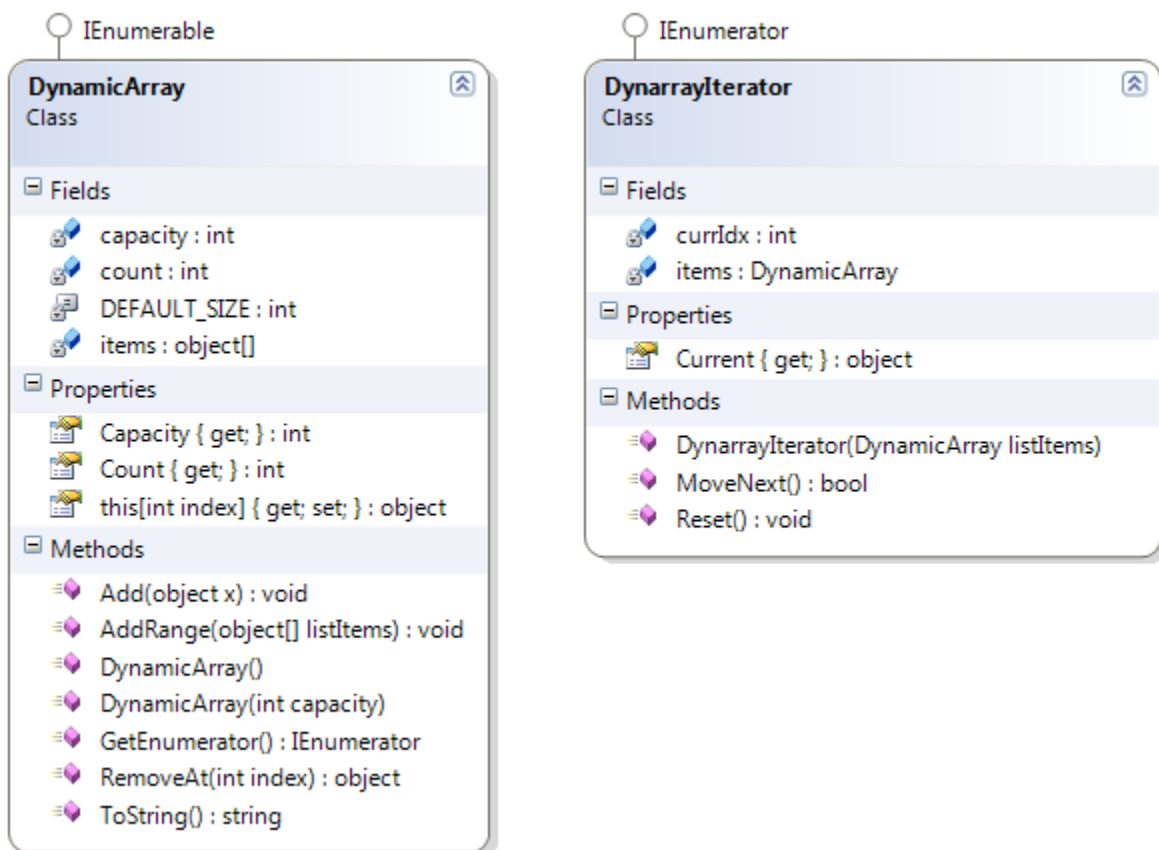 IEnumerable
DynamicArray
Class
Fields
capacity : int
count : int
DEFAULT_SIZE : int
items : object[]
Properties
Capacity { get; } : int
Count { get; } : int
this[int index] { get; set; } : object
Methods
Add(object x) : void
AddRange(object[] listItems) : void
DynamicArray()
DynamicArray(int capacity)
GetEnumerator() : IEnumerator
RemoveAt(int index) : object
ToString() : string
IEnumerator
DynarrayIterator
Class
Fields
currIdx : int
items : DynamicArray
Properties
Current { get; } : object
Methods
DynarrayIterator(DynamicArray listItems)
MoveNext() : bool
Reset() : void